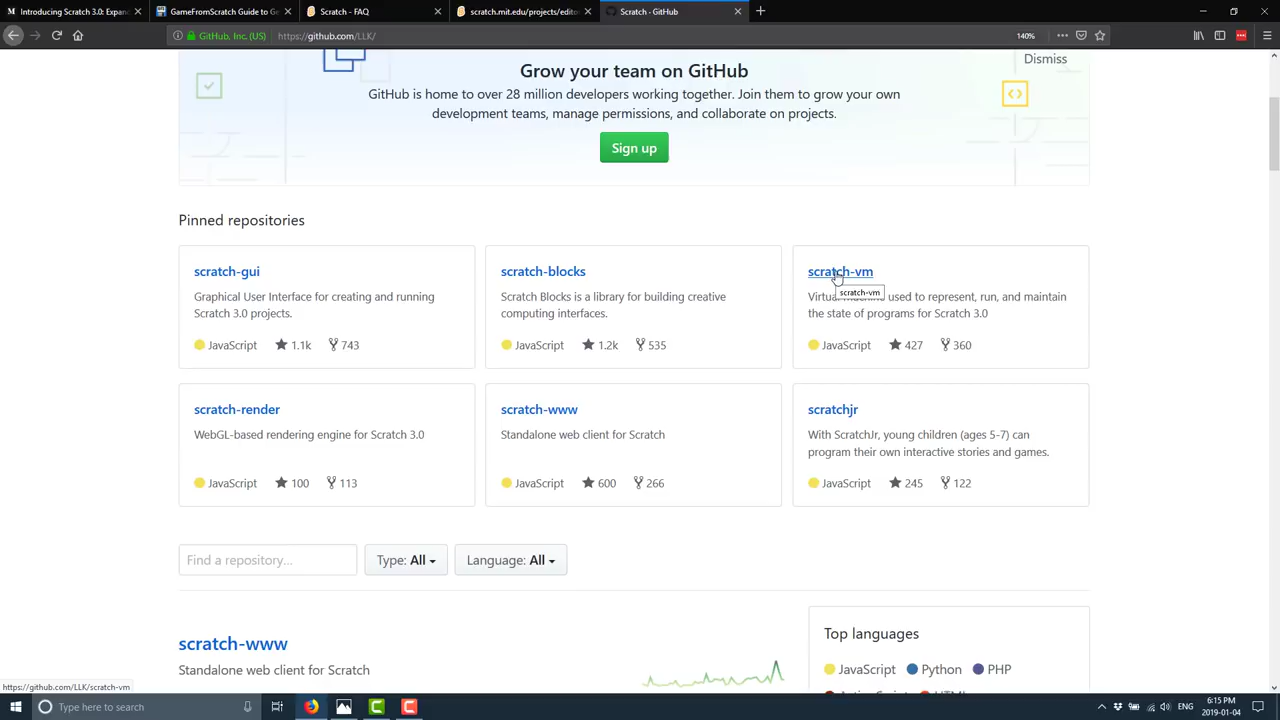 Introducing Scratch 3.0: Expan
GameFromScratch Guide to Ge
Scratch - FAQ
scratch.mit.edu/projects/editor
Scratch · GitHub
GitHub, Inc. (US)
https://github.com/LLK/
140%
Dismiss
Grow your team on GitHub
GitHub is home to over 28 million developers working together. Join them to grow your own
development teams, manage permissions, and collaborate on projects.
Sign up
Pinned repositories
scratch-gui
Graphical User Interface for creating and running
Scratch 3.0 projects.
JavaScript 1.1k 743
scratch-blocks
Scratch Blocks is a library for building creative
computing interfaces.
JavaScript 1.2k 535
scratch-vm
scratch-vm
Virtual machine used to represent, run, and maintain
the state of programs for Scratch 3.0
JavaScript 427 360
scratch-render
WebGL-based rendering engine for Scratch 3.0
JavaScript 100 113
scratch-www
Standalone web client for Scratch
JavaScript 600 266
scratchjr
With ScratchJr, young children (ages 5-7) can
program their own interactive stories and games.
JavaScript 245 122
Find a repository...
Type: All
Language: All
scratch-www
Standalone web client for Scratch
Top languages
JavaScript Python PHP
https://github.com/LLK/scratch-vm
Type here to search
ENG
6:15 PM
2019-01-04